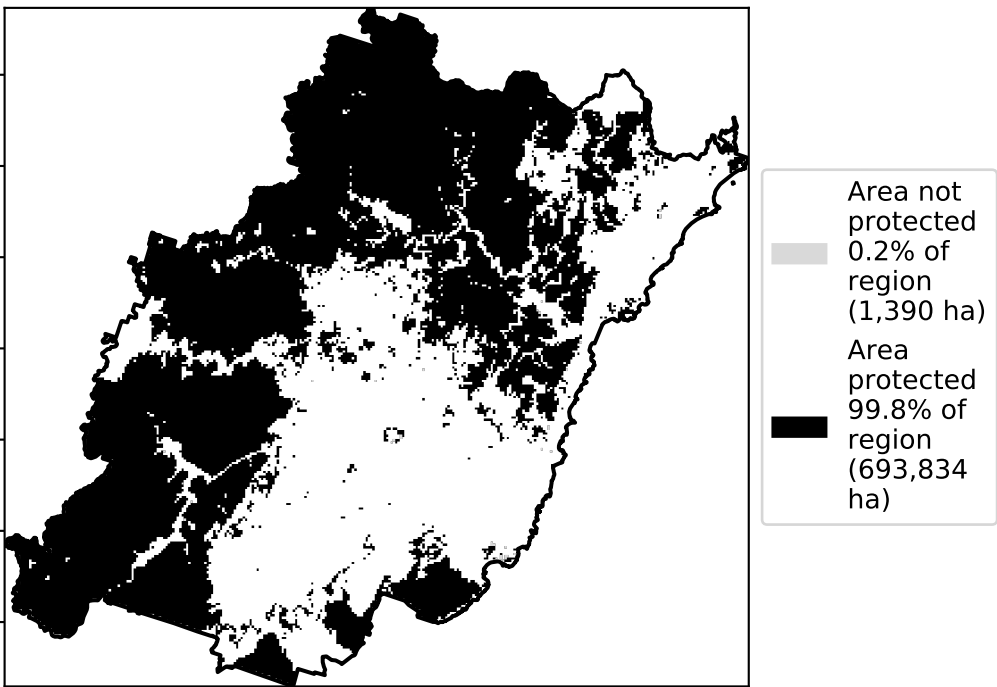 Area not
protected
0.2% of
region
(1,390 ha)
Area
protected
99.8% of
region
(693,834
ha)